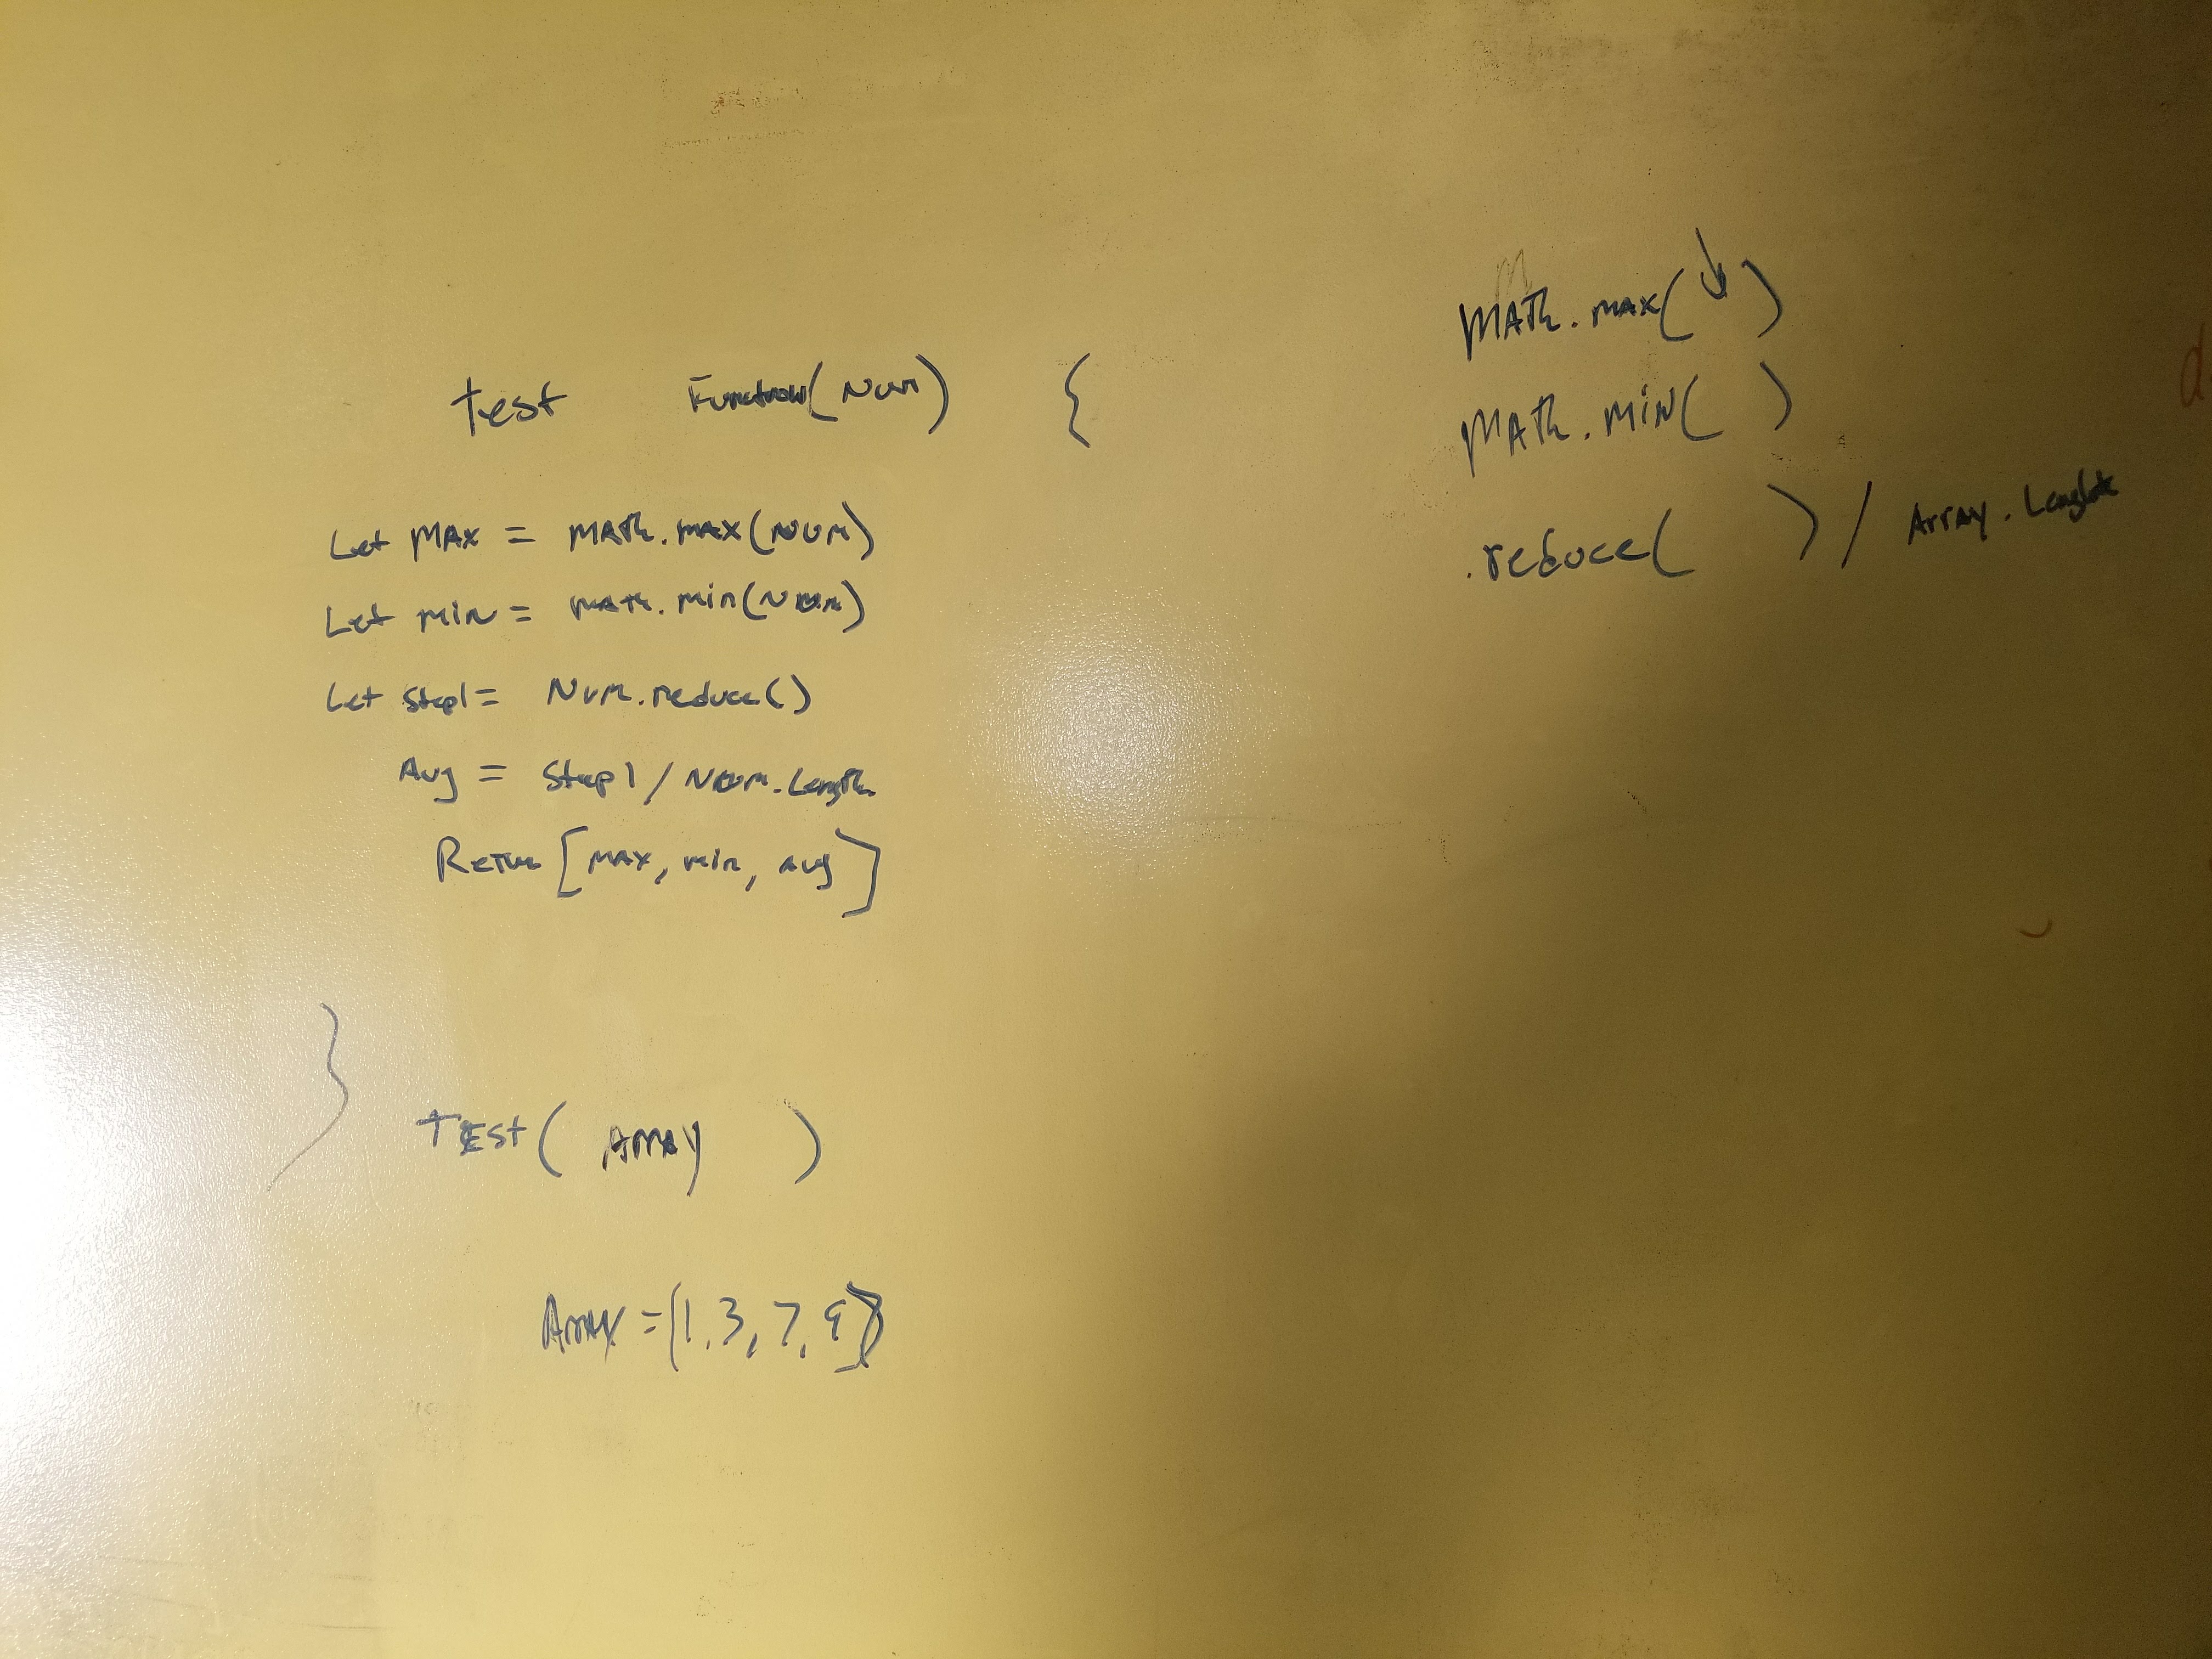 test Function(Num) {
Let MAX = MATh.max(NUM)
Let min = math.min(Num)
Let step1 = Num.reduce()
Avg = Step1 / Num.Length
Return [max, min, avg]
}
TEst( Array )
Array = [1,3,7,9]
MATh.max( )
MATh.MiN( )
.reduce( ) / Array.Length